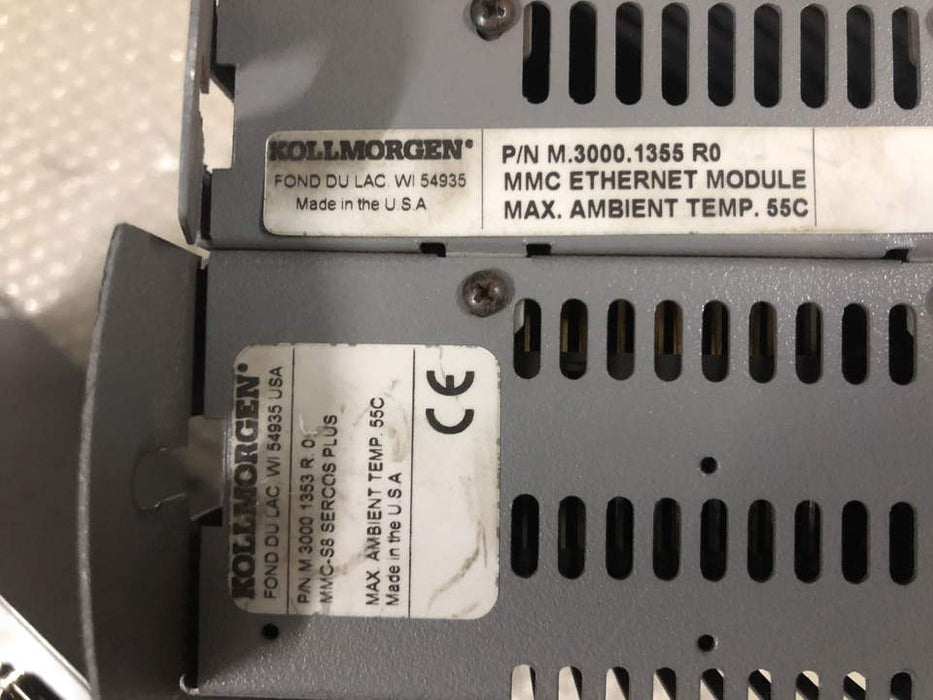 KOLLMORGEN®
FOND DU LAC. WI 54935
Made in the U.S.A
P/N M.3000.1355 R0
MMC ETHERNET MODULE
MAX. AMBIENT TEMP. 55C
KOLLMORGEN®
FOND DU LAC, WI 54935 USA
P/N M 3000 1353 R. 0
MMC-S8 SERCOS PLUS
MAX. AMBIENT TEMP. 55C
Made in the U.S.A
CE